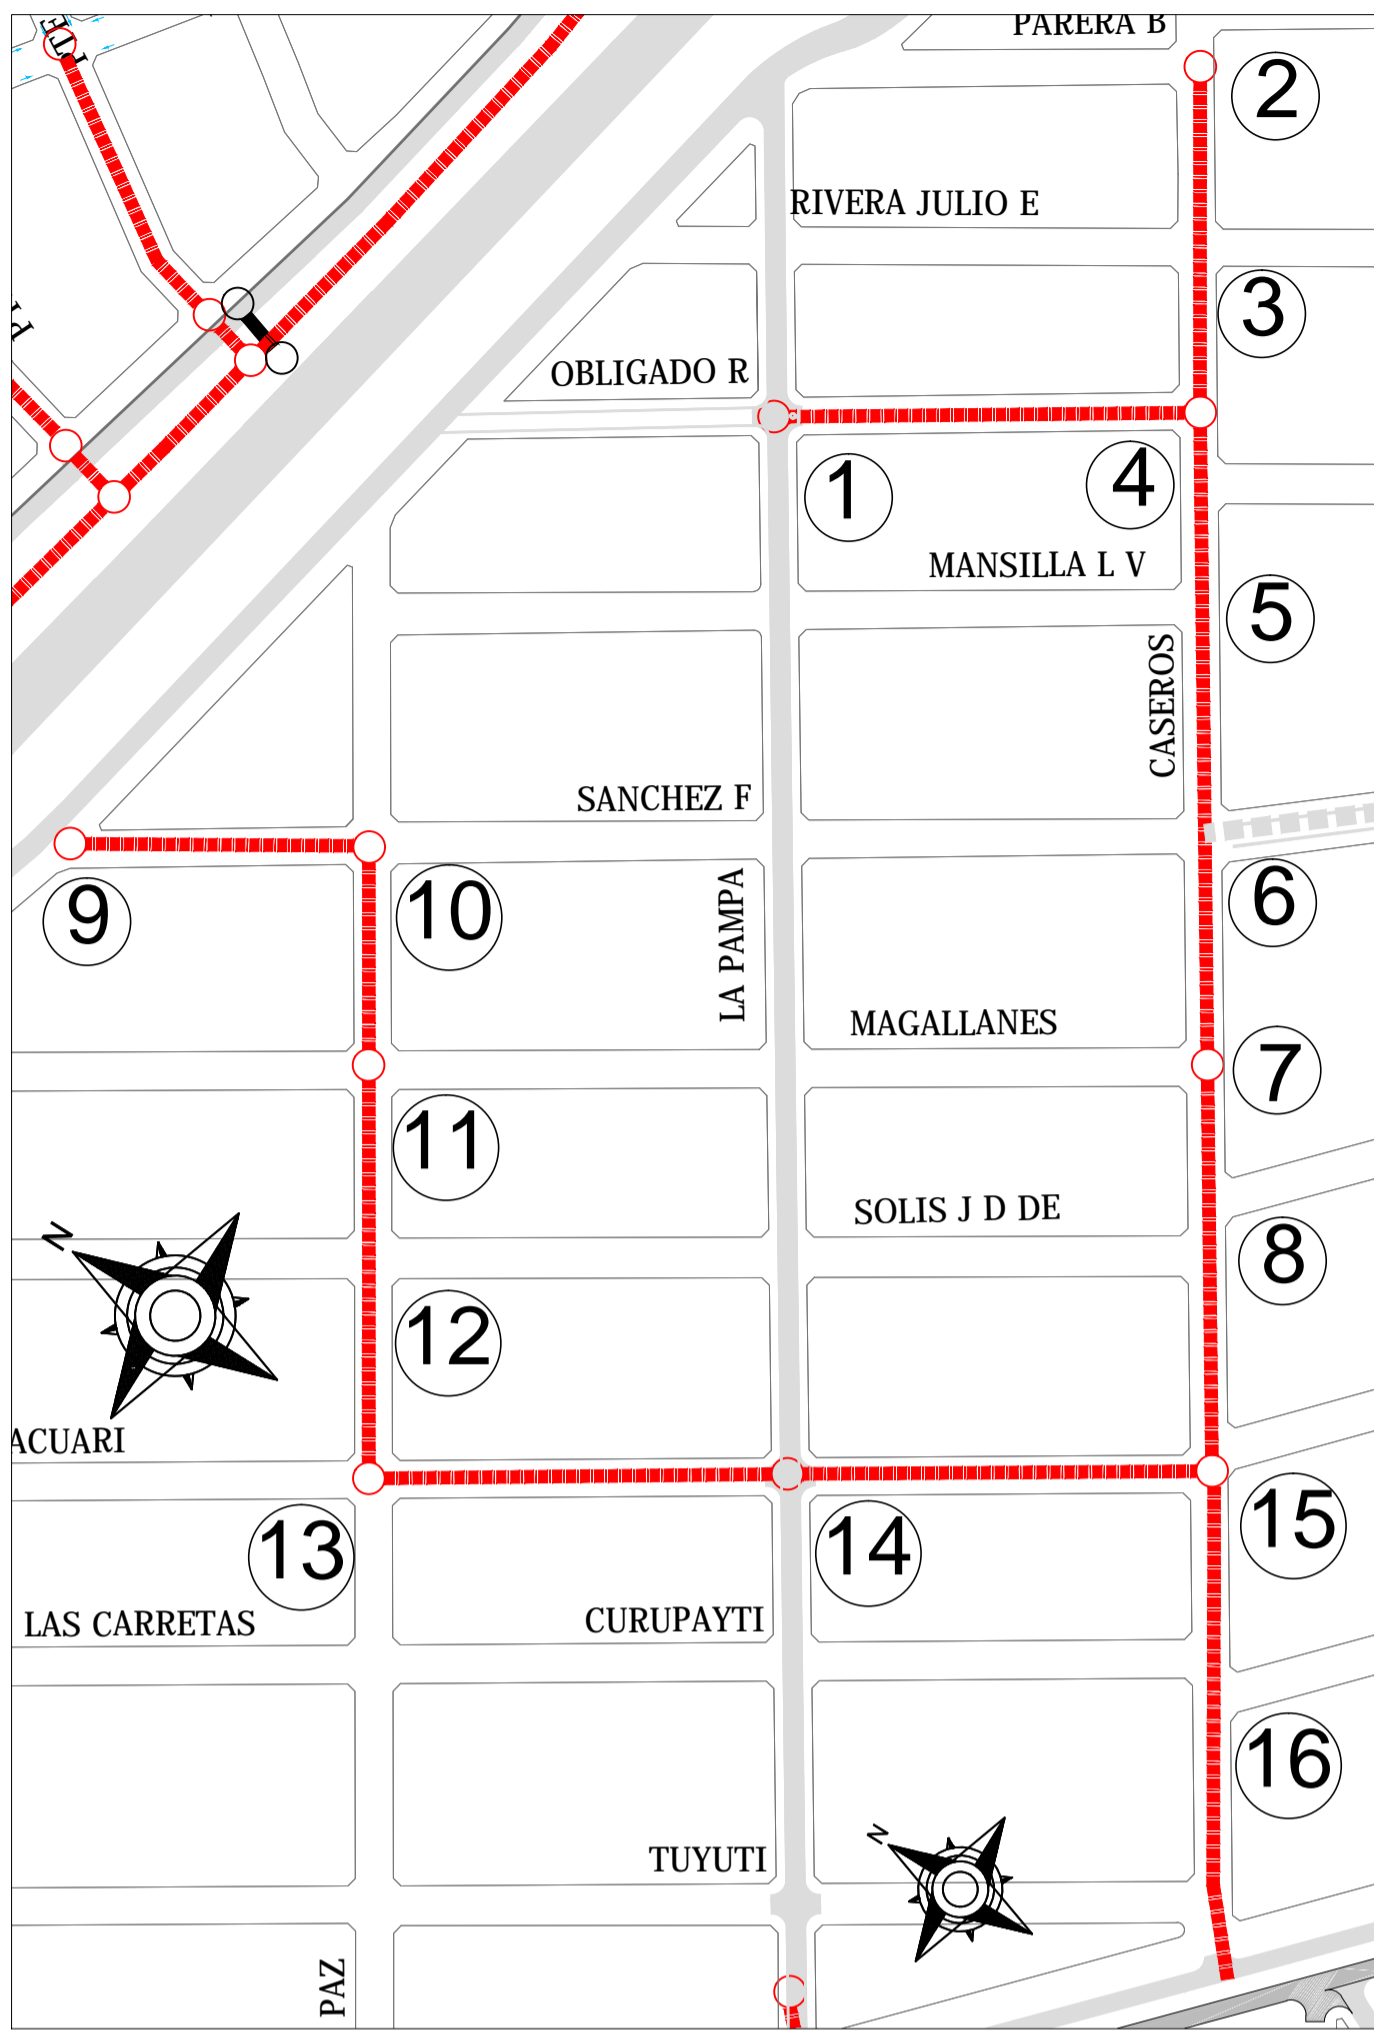 PARERA B
2
RIVERA JULIO E
3
OBLIGADO R
1
4
MANSILLA L V
5
CASEROS
SANCHEZ F
9
10
LA PAMPA
6
MAGALLANES
7
11
SOLIS J D DE
8
N
12
ACUARI
13
14
15
LAS CARRETAS
CURUPAYTI
16
TUYUTI
N
PAZ